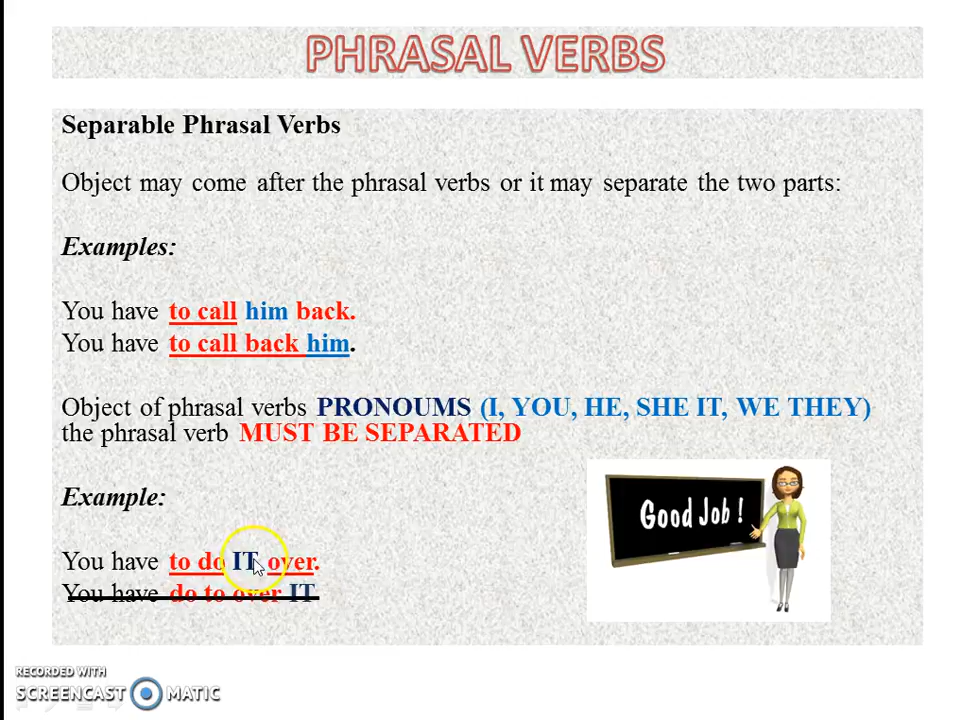 PHRASAL VERBS
Separable Phrasal Verbs
Object may come after the phrasal verbs or it may separate the two parts:
Examples:
You have to call him back.
You have to call back him.
Object of phrasal verbs PRONOUMS (I, YOU, HE, SHE IT, WE THEY)
the phrasal verb MUST BE SEPARATED
Example:
You have to do IT over.
You have do to over IT
Good Job !
RECORDED WITH
SCREENCAST MATIC